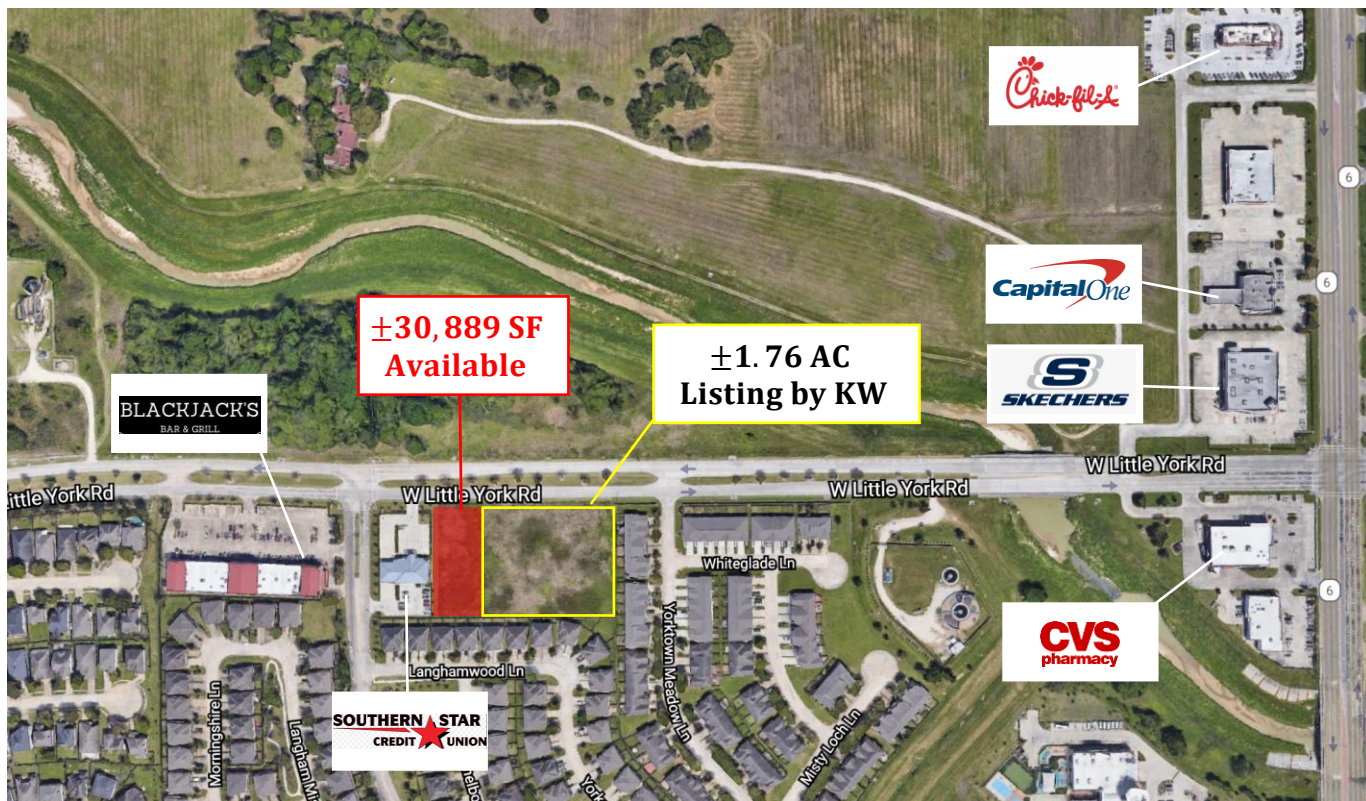 Chick-fil-A
6
Capital One
6
±30,889 SF
Available
±1.76 AC
Listing by KW
SKECHERS
BLACKJACK'S
BAR & GRILL
W Little York Rd
W Little York Rd
W Little York Rd
Little York Rd
Whiteglade Ln
6
CVS
pharmacy
Langhamwood Ln
Yorktown Meadow Ln
Morningshire Ln
Misty Loch Ln
SOUTHERN STAR
CREDIT UNION